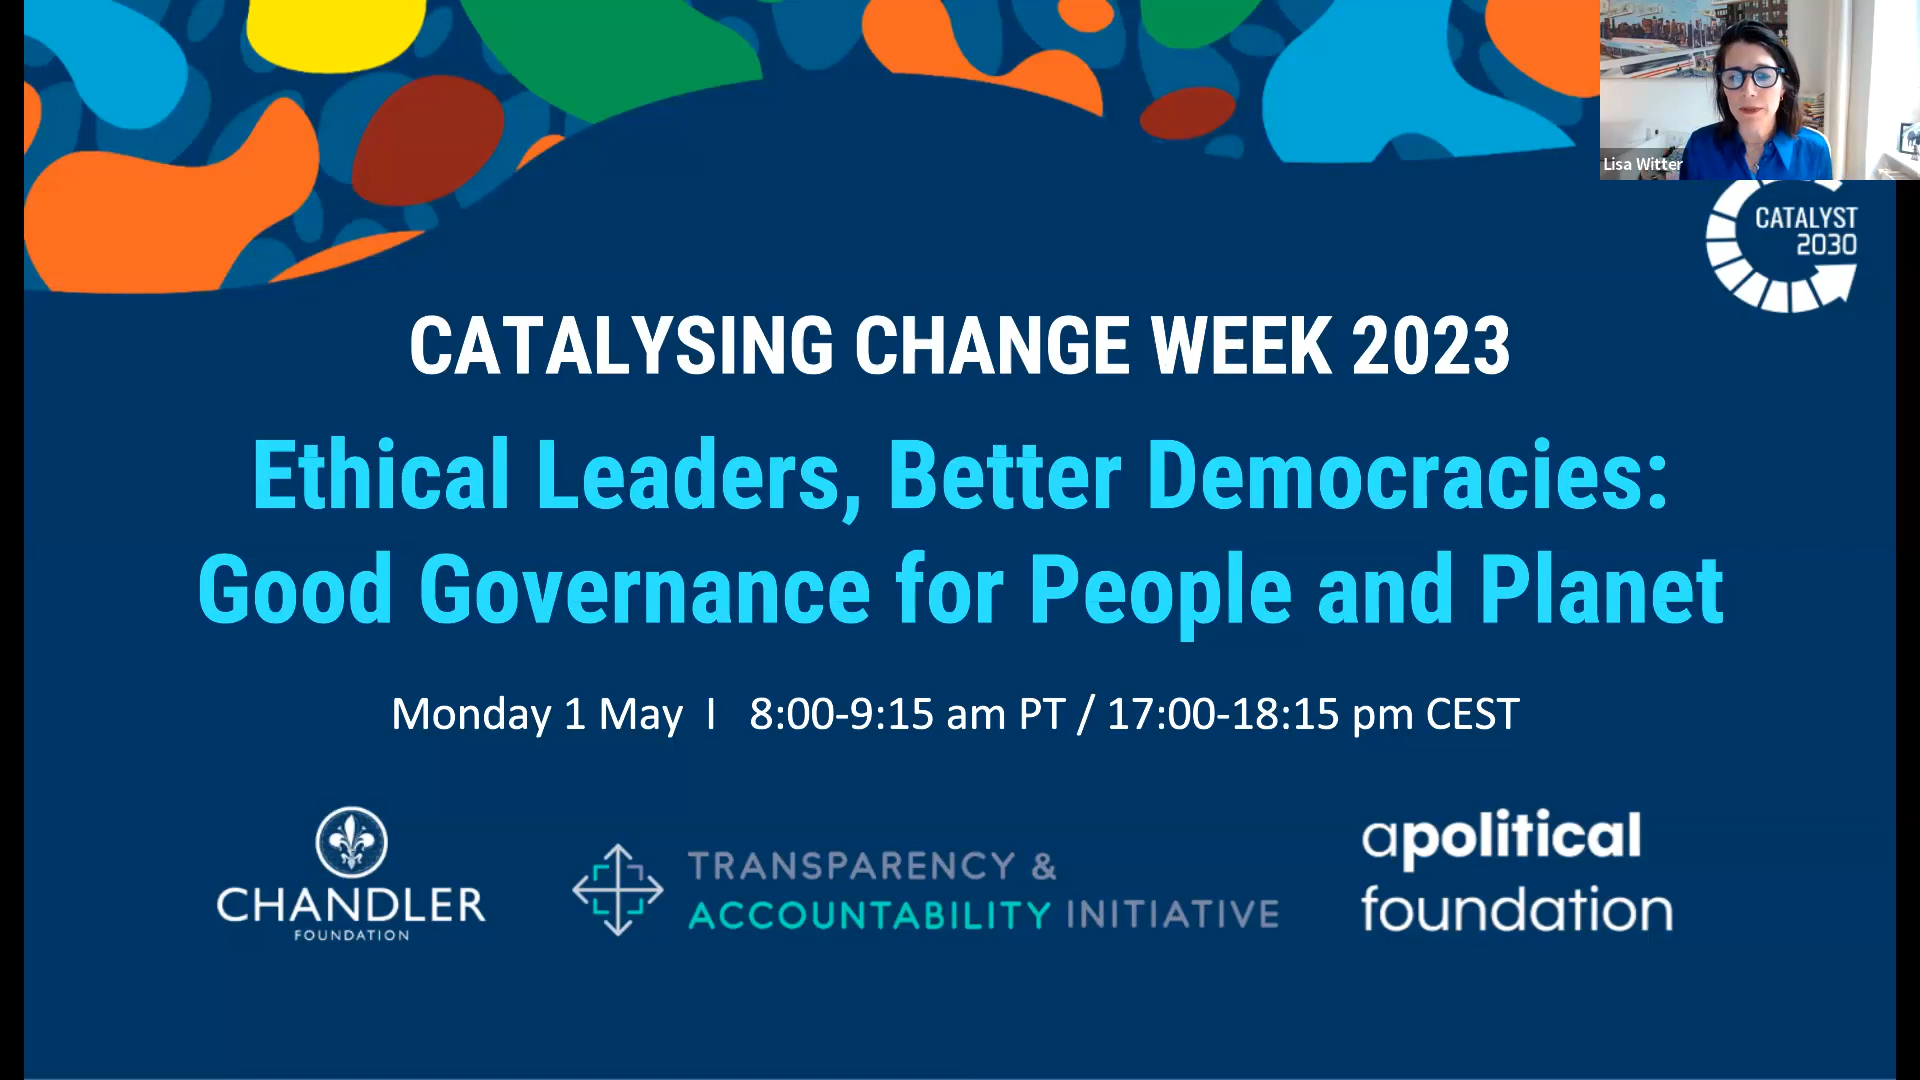 Lisa Witter
CATALYST
2030
CATALYSING CHANGE WEEK 2023
Ethical Leaders, Better Democracies:
Good Governance for People and Planet
Monday 1 May I 8:00-9:15 am PT / 17:00-18:15 pm CEST
CHANDLER
FOUNDATION
TRANSPARENCY &
ACCOUNTABILITY INITIATIVE
apolitical
foundation